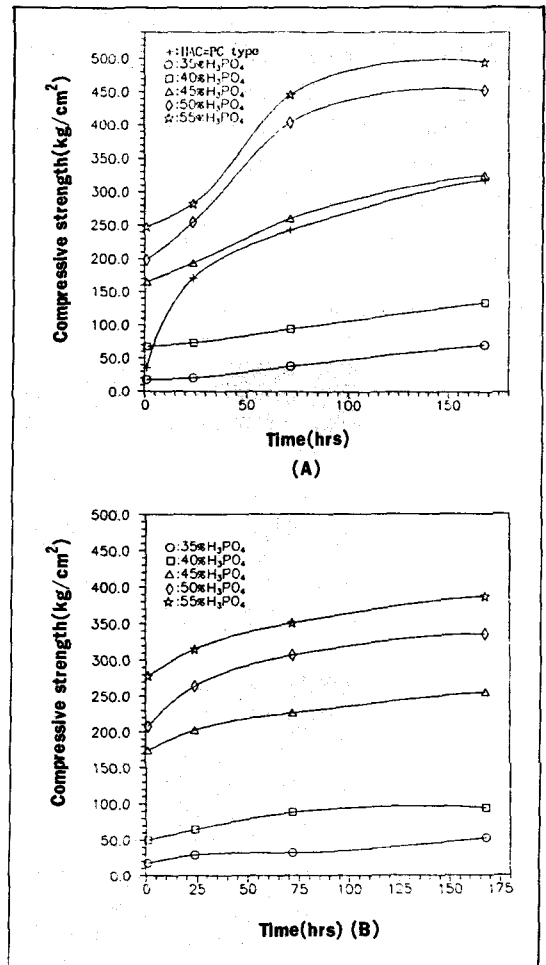 +:HAC=PC type
○:35%H₃PO₄
□:40%H₃PO₄
△:45%H₃PO₄
◇:50%H₃PO₄
☆:55%H₃PO₄
500.0
450.0
400.0
350.0
300.0
250.0
200.0
150.0
100.0
50.0
0.0
Compressive strength(kg/cm²)
0 50 100 150
Time(hrs)
(A)
○:35%H₃PO₄
□:40%H₃PO₄
△:45%H₃PO₄
◇:50%H₃PO₄
☆:55%H₃PO₄
500.0
450.0
400.0
350.0
300.0
250.0
200.0
150.0
100.0
50.0
0.0
Compressive strength(kg/cm²)
0 25 50 75 100 125 150 175
Time(hrs) (B)